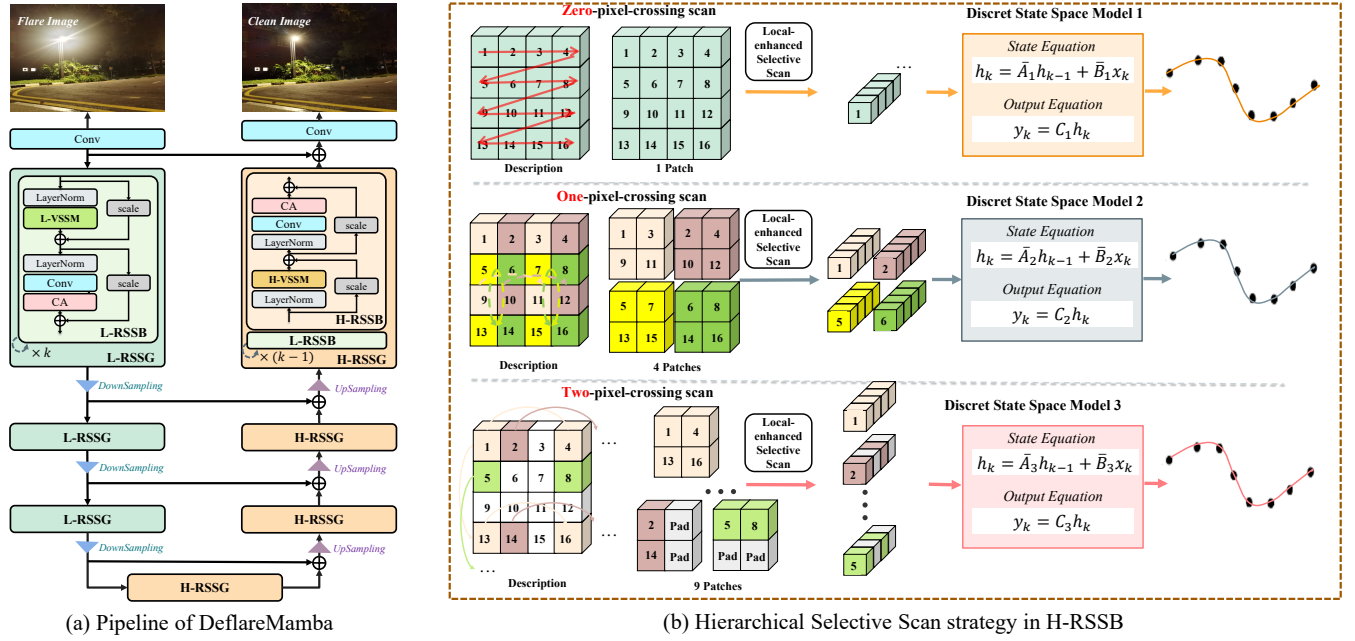 Flare Image
Clean Image
Conv
Conv
LayerNorm
L-VSSM
scale
LayerNorm
Conv
CA
scale
L-RSSB
× k
L-RSSG
CA
Conv
LayerNorm
scale
H-VSSM
LayerNorm
scale
H-RSSB
L-RSSB
× (k − 1)
H-RSSG
DownSampling
UpSampling
L-RSSG
H-RSSG
DownSampling
UpSampling
L-RSSG
H-RSSG
DownSampling
UpSampling
H-RSSG
(a) Pipeline of DeflareMamba
Zero-pixel-crossing scan
1 2 3 4
5 6 7 8
9 10 11 12
13 14 15 16
Description
1 2 3 4
5 6 7 8
9 10 11 12
13 14 15 16
1 Patch
Local-
enhanced
Selective
Scan
...
1
Discret State Space Model 1
State Equation
h_k = Ā_1 h_{k−1} + B̄_1 x_k
Output Equation
y_k = C_1 h_k
One-pixel-crossing scan
1 2 3 4
5 6 7 8
9 10 11 12
13 14 15 16
Description
1 3
9 11
2 4
10 12
5 7
13 15
6 8
14 16
4 Patches
Local-
enhanced
Selective
Scan
1
2
5
6
Discret State Space Model 2
State Equation
h_k = Ā_2 h_{k−1} + B̄_2 x_k
Output Equation
y_k = C_2 h_k
Two-pixel-crossing scan
1 2 3 4
5 6 7 8
9 10 11 12
13 14 15 16
...
...
...
Description
1 4
13 16
2 Pad
14 Pad
5 8
Pad Pad
9 Patches
Local-
enhanced
Selective
Scan
1
2
5
Discret State Space Model 3
State Equation
h_k = Ā_3 h_{k−1} + B̄_3 x_k
Output Equation
y_k = C_3 h_k
(b) Hierarchical Selective Scan strategy in H-RSSB